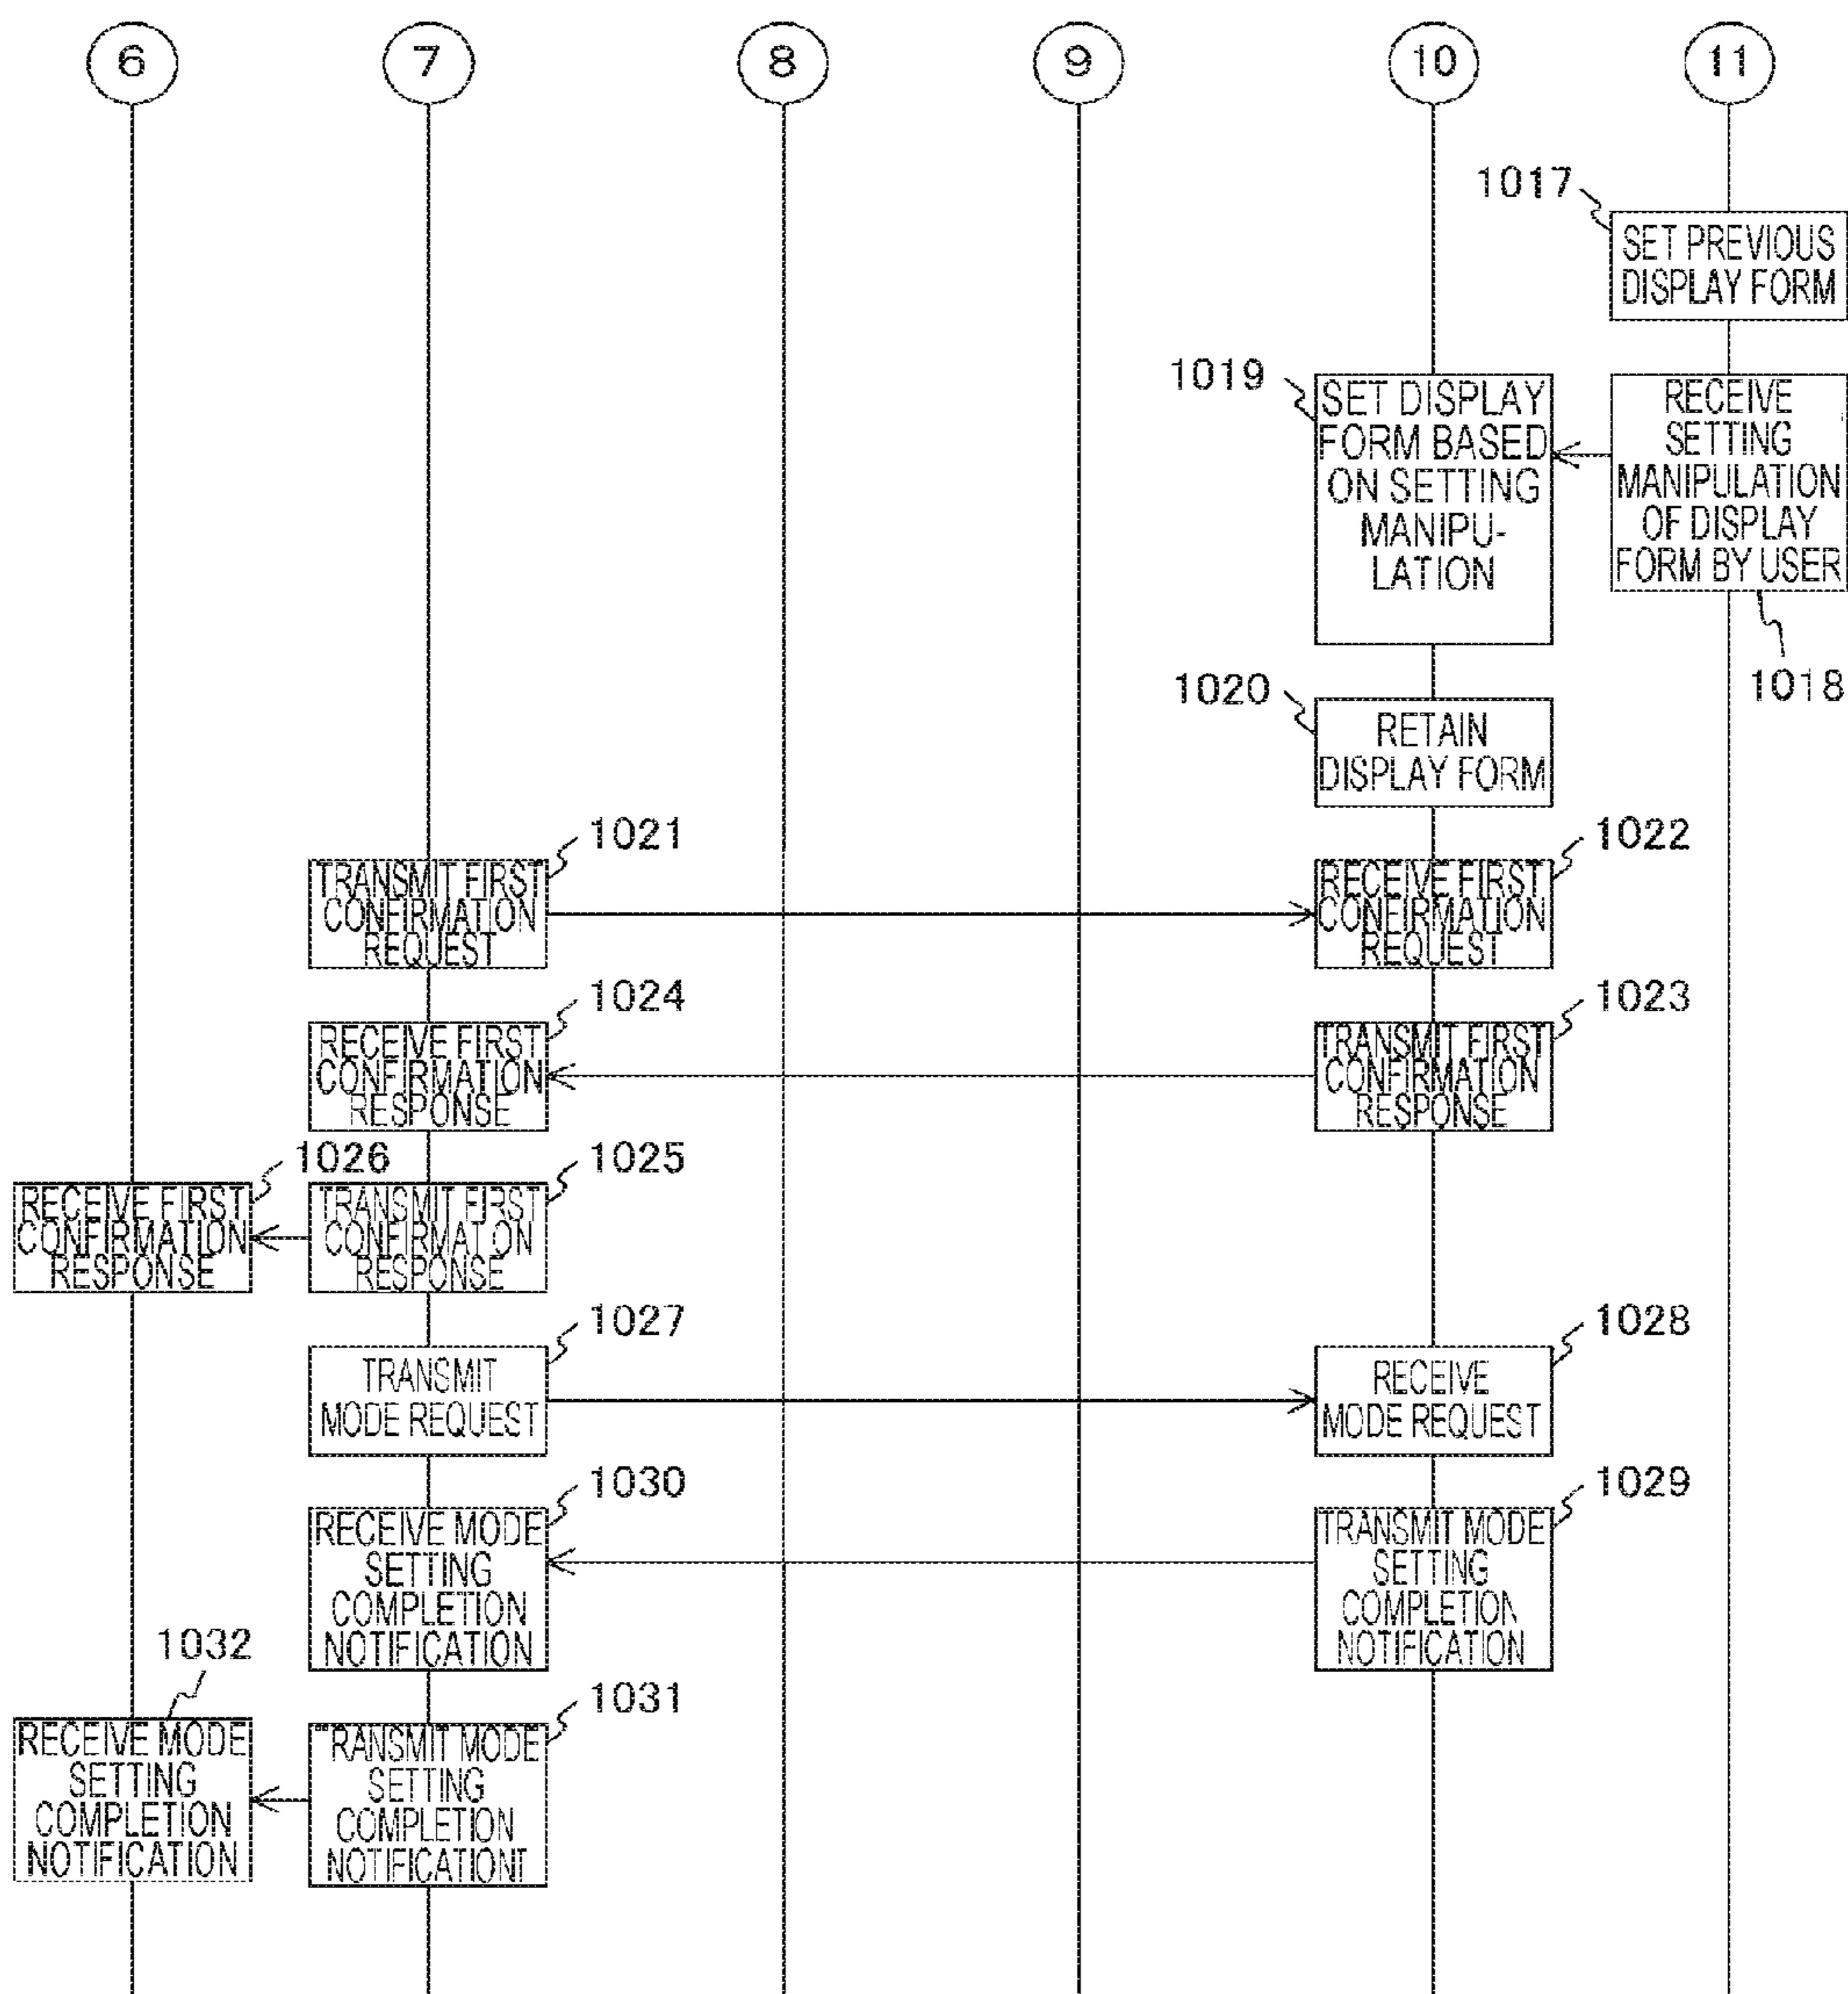 6 7 8 9 10 11
1017
SET PREVIOUS
DISPLAY FORM
1019
SET DISPLAY
FORM BASED
ON SETTING
MANIPU-
LATION
RECEIVE
SETTING
MANIPULATION
OF DISPLAY
FORM BY USER
1018
1020
RETAIN
DISPLAY FORM
1021
TRANSMIT FIRST
CONFIRMATION
REQUEST
1022
RECEIVE FIRST
CONFIRMATION
REQUEST
1024
RECEIVE FIRST
CONFIRMATION
RESPONSE
1023
TRANSMIT FIRST
CONFIRMATION
RESPONSE
1026
RECEIVE FIRST
CONFIRMATION
RESPONSE
1025
TRANSMIT FIRST
CONFIRMATION
RESPONSE
1027
TRANSMIT
MODE REQUEST
1028
RECEIVE
MODE REQUEST
1030
RECEIVE MODE
SETTING
COMPLETION
NOTIFICATION
1029
TRANSMIT MODE
SETTING
COMPLETION
NOTIFICATION
1032
RECEIVE MODE
SETTING
COMPLETION
NOTIFICATION
1031
TRANSMIT MODE
SETTING
COMPLETION
NOTIFICATIONT